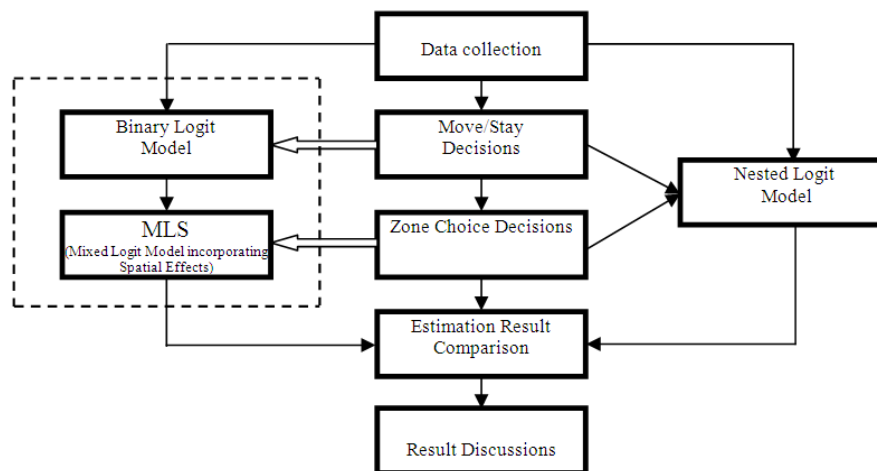 Data collection
Binary Logit
Model
Move/Stay
Decisions
Nested Logit
Model
MLS
(Mixed Logit Model incorporating
Spatial Effects)
Zone Choice Decisions
Estimation Result
Comparison
Result Discussions